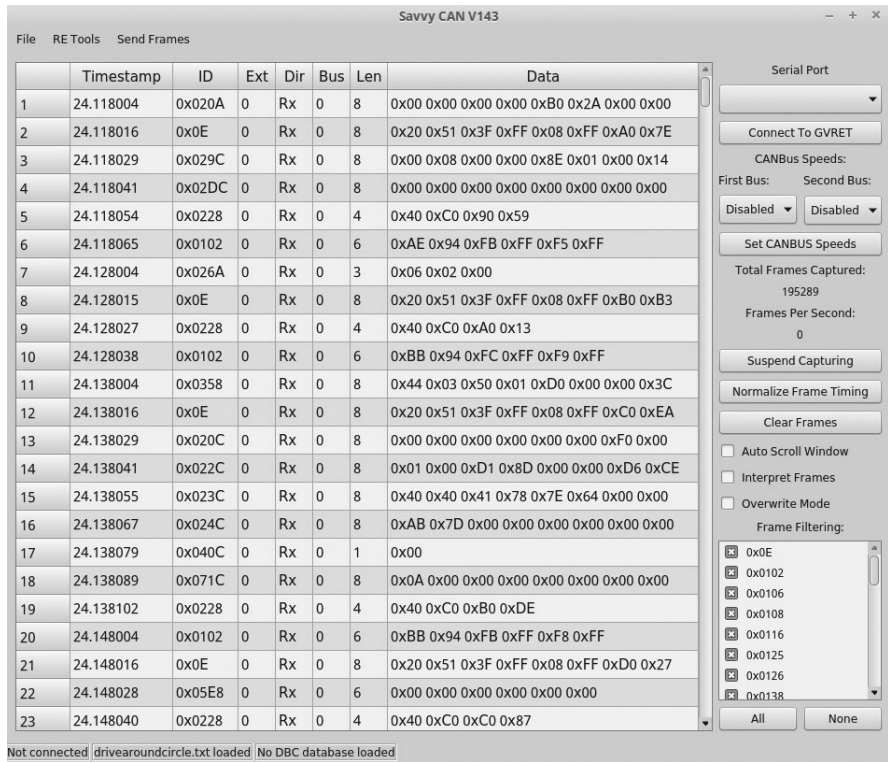 Savvy CAN V143
File RE Tools Send Frames
Timestamp ID Ext Dir Bus Len Data
1 24.118004 0x020A 0 Rx 0 8 0x00 0x00 0x00 0x00 0xB0 0x2A 0x00 0x00
2 24.118016 0x0E 0 Rx 0 8 0x20 0x51 0x3F 0xFF 0x08 0xFF 0xA0 0x7E
3 24.118029 0x029C 0 Rx 0 8 0x00 0x08 0x00 0x00 0x8E 0x01 0x00 0x14
4 24.118041 0x02DC 0 Rx 0 8 0x00 0x00 0x00 0x00 0x00 0x00 0x00 0x00
5 24.118054 0x0228 0 Rx 0 4 0x40 0xC0 0x90 0x59
6 24.118065 0x0102 0 Rx 0 6 0xAE 0x94 0xFB 0xFF 0xF5 0xFF
7 24.128004 0x026A 0 Rx 0 3 0x06 0x02 0x00
8 24.128015 0x0E 0 Rx 0 8 0x20 0x51 0x3F 0xFF 0x08 0xFF 0xB0 0xB3
9 24.128027 0x0228 0 Rx 0 4 0x40 0xC0 0xA0 0x13
10 24.128038 0x0102 0 Rx 0 6 0xBB 0x94 0xFC 0xFF 0xF9 0xFF
11 24.138004 0x0358 0 Rx 0 8 0x44 0x03 0x50 0x01 0xD0 0x00 0x00 0x3C
12 24.138016 0x0E 0 Rx 0 8 0x20 0x51 0x3F 0xFF 0x08 0xFF 0xC0 0xEA
13 24.138029 0x020C 0 Rx 0 8 0x00 0x00 0x00 0x00 0x00 0x00 0xF0 0x00
14 24.138041 0x022C 0 Rx 0 8 0x01 0x00 0xD1 0x8D 0x00 0x00 0xD6 0xCE
15 24.138055 0x023C 0 Rx 0 8 0x40 0x40 0x41 0x78 0x7E 0x64 0x00 0x00
16 24.138067 0x024C 0 Rx 0 8 0xAB 0x7D 0x00 0x00 0x00 0x00 0x00 0x00
17 24.138079 0x040C 0 Rx 0 1 0x00
18 24.138089 0x071C 0 Rx 0 8 0x0A 0x00 0x00 0x00 0x00 0x00 0x00 0x00
19 24.138102 0x0228 0 Rx 0 4 0x40 0xC0 0xB0 0xDE
20 24.148004 0x0102 0 Rx 0 6 0xBB 0x94 0xFB 0xFF 0xF8 0xFF
21 24.148016 0x0E 0 Rx 0 8 0x20 0x51 0x3F 0xFF 0x08 0xFF 0xD0 0x27
22 24.148028 0x05E8 0 Rx 0 6 0x00 0x00 0x00 0x00 0x00 0x00
23 24.148040 0x0228 0 Rx 0 4 0x40 0xC0 0xC0 0x87
Serial Port
Connect To GVRET
CANBus Speeds:
First Bus: Second Bus:
Disabled Disabled
Set CANBUS Speeds
Total Frames Captured:
195289
Frames Per Second:
0
Suspend Capturing
Normalize Frame Timing
Clear Frames
Auto Scroll Window
Interpret Frames
Overwrite Mode
Frame Filtering:
0x0E
0x0102
0x0106
0x0108
0x0116
0x0125
0x0126
0x0138
All None
Not connected drivearoundcircle.txt loaded No DBC database loaded